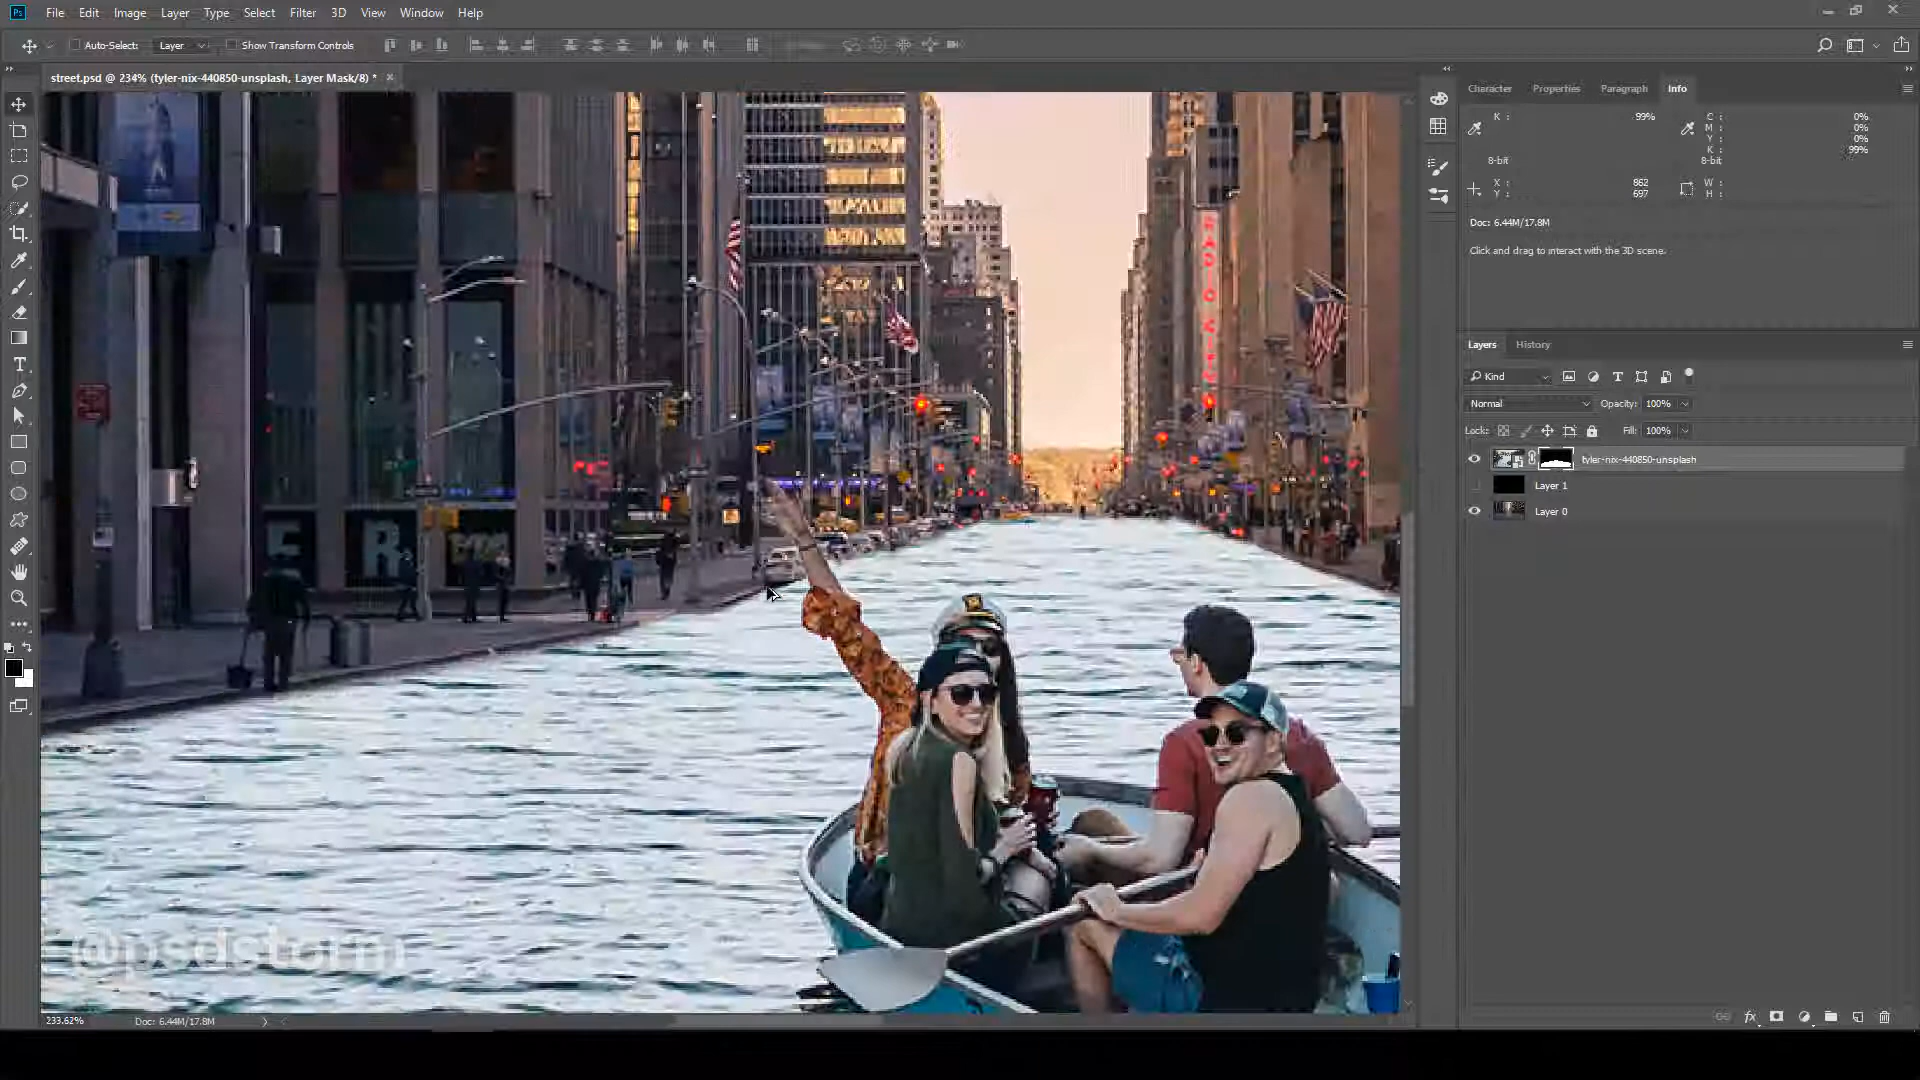 Ps File Edit Image Layer Type Select Filter 3D View Window Help
Auto-Select: Layer Show Transform Controls
street.psd @ 234% (tyler-nix-440850-unsplash, Layer Mask/8) * ×
Character Properties Paragraph Info
K : 99% C : 0%
M : 0%
Y : 0%
8-bit K : 99%
8-bit
X : 862 W :
Y : 697 H :
Doc: 6.44M/17.8M
Click and drag to interact with the 3D scene.
Layers History
Kind
Normal Opacity: 100%
Lock: Fill: 100%
tyler-nix-440850-unsplash
Layer 1
Layer 0
RADIO CITY
E R
@psdstorm
233.62% Doc: 6.44M/17.8M